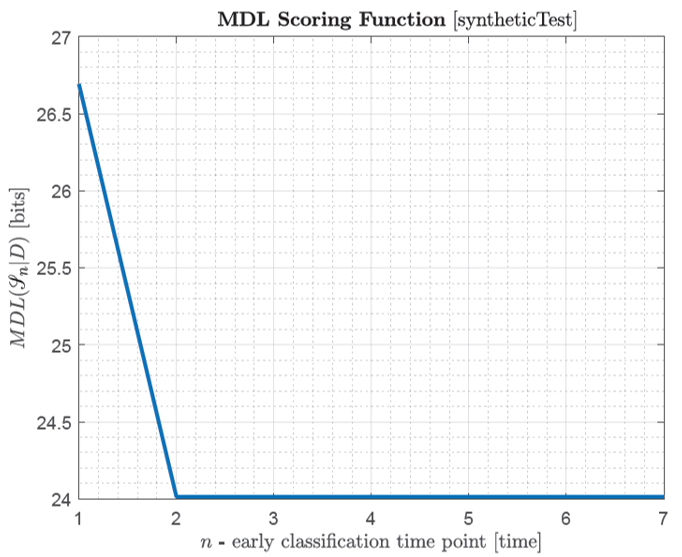 MDL Scoring Function [syntheticTest]
27
26.5
26
25.5
25
24.5
24
MDL(𝒮ₙ|D) [bits]
1 2 3 4 5 6 7
n - early classification time point [time]